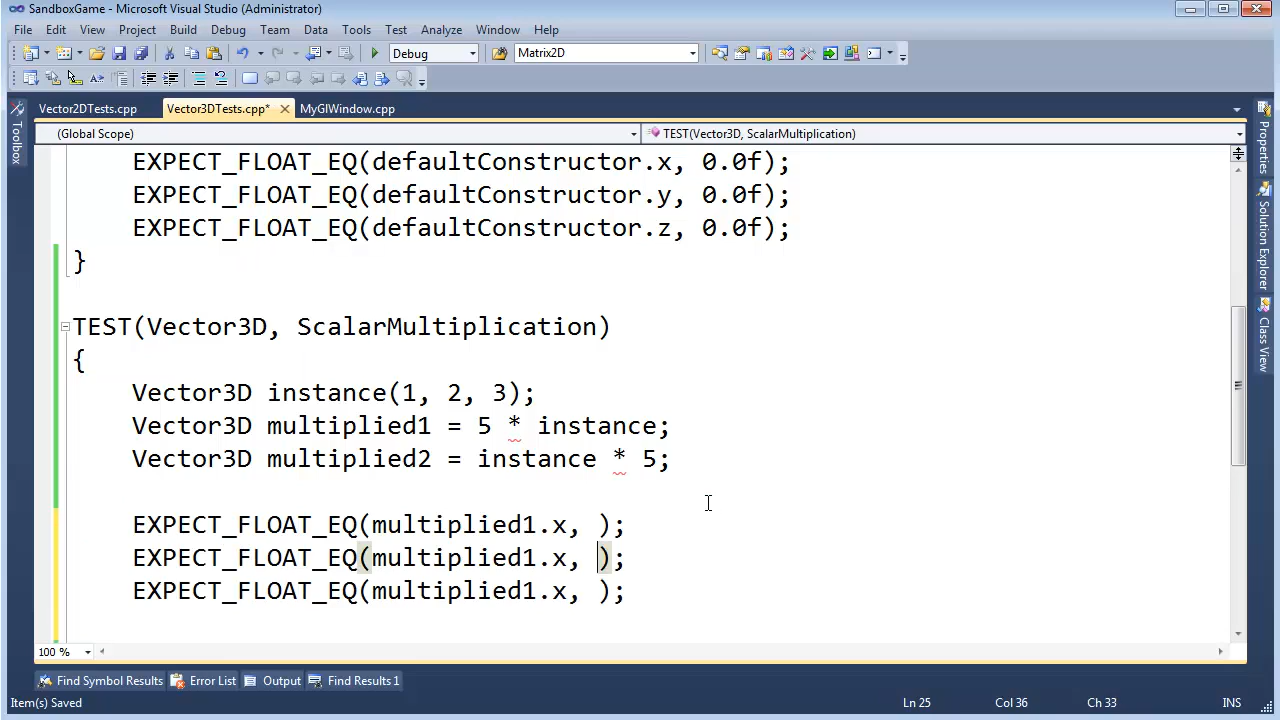 SandboxGame - Microsoft Visual Studio (Administrator)
File Edit View Project Build Debug Team Data Tools Test Analyze Window Help
Debug Matrix2D
Vector2DTests.cpp Vector3DTests.cpp* MyGlWindow.cpp
(Global Scope) TEST(Vector3D, ScalarMultiplication)
Toolbox
Properties
Solution Explorer
Class View
EXPECT_FLOAT_EQ(defaultConstructor.x, 0.0f);
EXPECT_FLOAT_EQ(defaultConstructor.y, 0.0f);
EXPECT_FLOAT_EQ(defaultConstructor.z, 0.0f);
}
TEST(Vector3D, ScalarMultiplication)
{
Vector3D instance(1, 2, 3);
Vector3D multiplied1 = 5 * instance;
Vector3D multiplied2 = instance * 5;
EXPECT_FLOAT_EQ(multiplied1.x, );
EXPECT_FLOAT_EQ(multiplied1.x, );
EXPECT_FLOAT_EQ(multiplied1.x, );
100 %
Find Symbol Results Error List Output Find Results 1
Item(s) Saved Ln 25 Col 36 Ch 33 INS